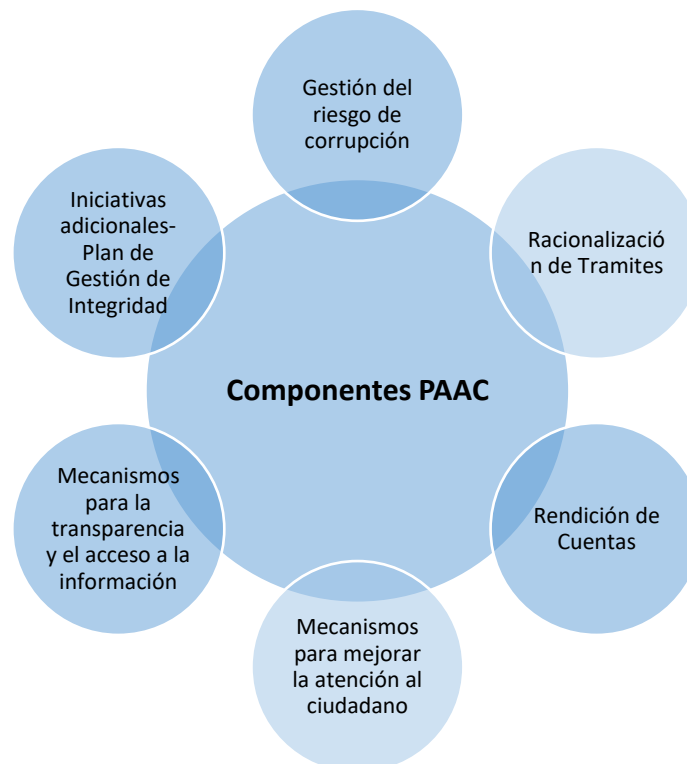 Gestión del
riesgo de
corrupción
Racionalizació
n de Tramites
Rendición de
Cuentas
Mecanismos
para mejorar
la atención al
ciudadano
Mecanismos
para la
transparencia
y el acceso a la
información
Iniciativas
adicionales-
Plan de
Gestión de
Integridad
Componentes PAAC